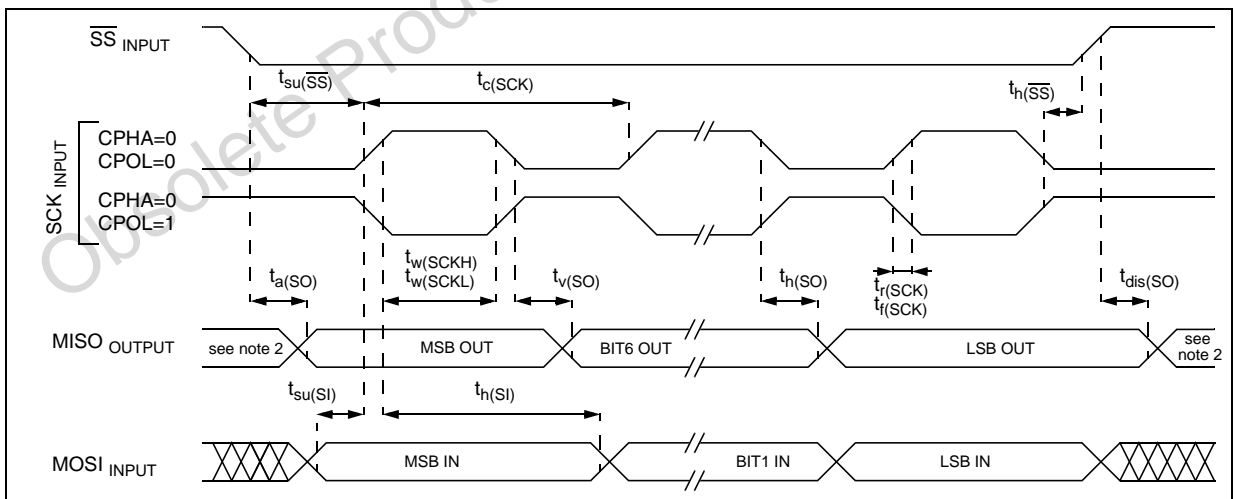 Obsolete Produ
SS INPUT
tsu(SS)
tc(SCK)
th(SS)
SCK INPUT
CPHA=0
CPOL=0
CPHA=0
CPOL=1
ta(SO)
tw(SCKH)
tw(SCKL)
tv(SO)
th(SO)
tr(SCK)
tf(SCK)
tdis(SO)
MISO OUTPUT
see note 2
MSB OUT
BIT6 OUT
LSB OUT
see
note 2
tsu(SI)
th(SI)
MOSI INPUT
MSB IN
BIT1 IN
LSB IN